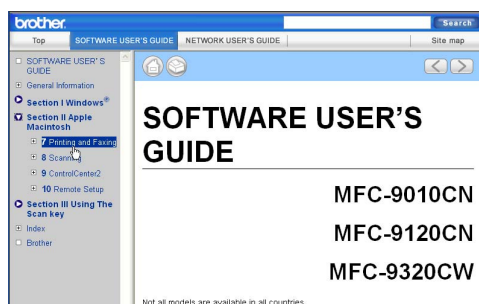 brother.
Search
Top
SOFTWARE USER'S GUIDE
NETWORK USER'S GUIDE
Site map
SOFTWARE USER'S
GUIDE
General Information
Section I Windows®
Section II Apple
Macintosh
7 Printing and Faxing
8 Scanning
9 ControlCenter2
10 Remote Setup
Section III Using The
Scan key
Index
Brother
SOFTWARE USER'S
GUIDE
MFC-9010CN
MFC-9120CN
MFC-9320CW
Not all models are available in all countries.